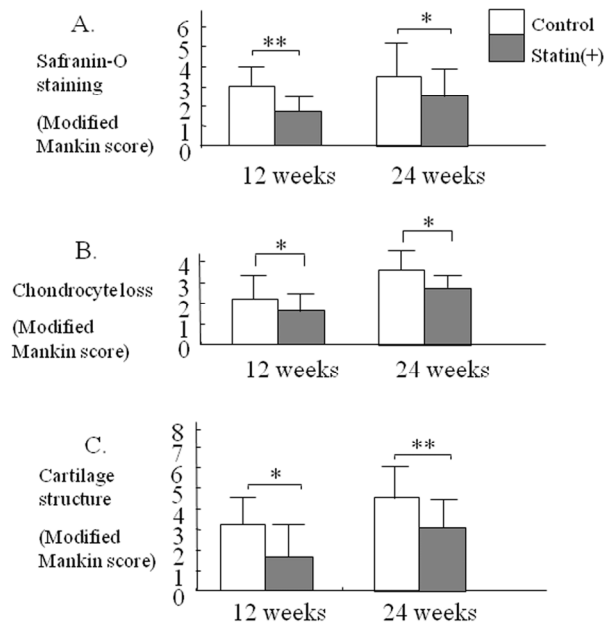 A.
Safranin-O
staining
(Modified
Mankin score)
6
5
4
3
2
1
0
**
*
12 weeks
24 weeks
Control
Statin(+)
B.
Chondrocyte loss
(Modified
Mankin score)
4
3
2
1
0
*
*
12 weeks
24 weeks
C.
Cartilage
structure
(Modified
Mankin score)
8
7
6
5
4
3
2
1
0
*
**
12 weeks
24 weeks